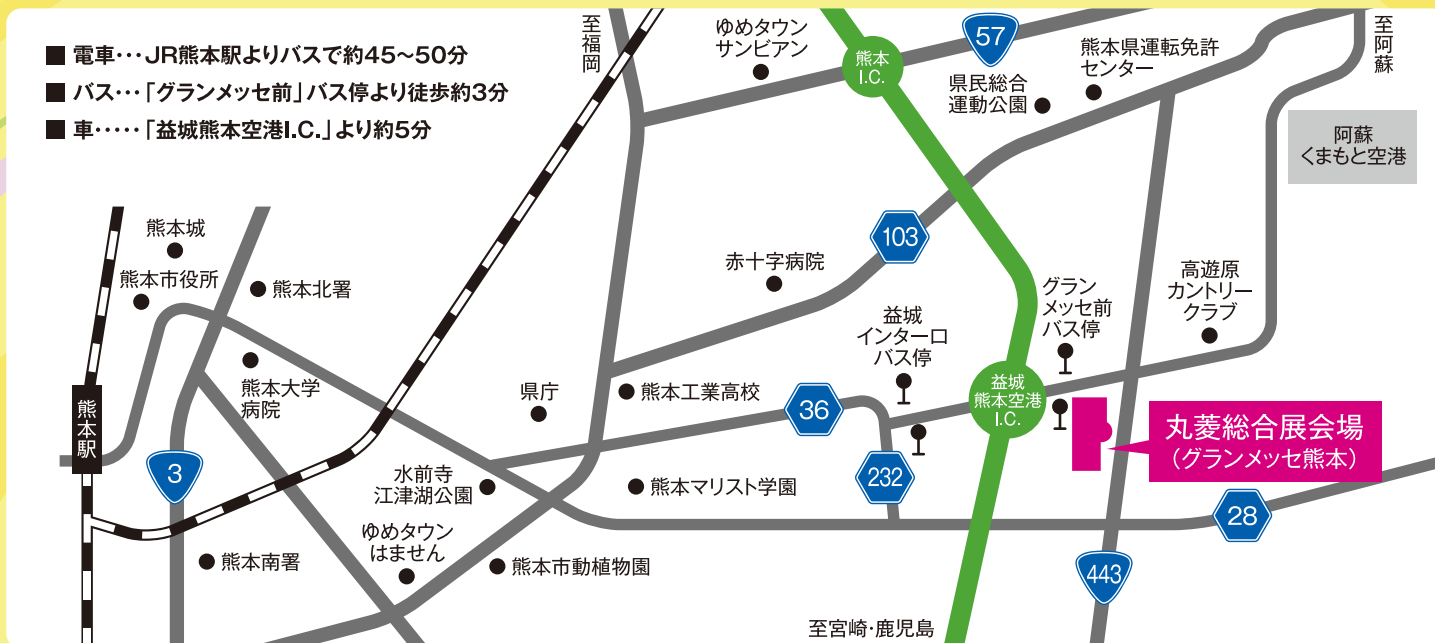 ■ 電車･･･JR熊本駅よりバスで約45〜50分
■ バス･･･「グランメッセ前」バス停より徒歩約3分
■ 車･････「益城熊本空港I.C.」より約5分
至福岡
ゆめタウン
サンビアン
熊本
I.C.
57
県民総合
運動公園
熊本県運転免許
センター
至阿蘇
阿蘇
くまもと空港
熊本城
熊本市役所
熊本北署
103
赤十字病院
益城
インター口
バス停
グラン
メッセ前
バス停
高遊原
カントリー
クラブ
熊本駅
熊本大学
病院
県庁
熊本工業高校
36
益城
熊本空港
I.C.
丸菱総合展会場
（グランメッセ熊本）
3
水前寺
江津湖公園
熊本マリスト学園
232
28
ゆめタウン
はません
熊本南署
熊本市動植物園
443
至宮崎･鹿児島